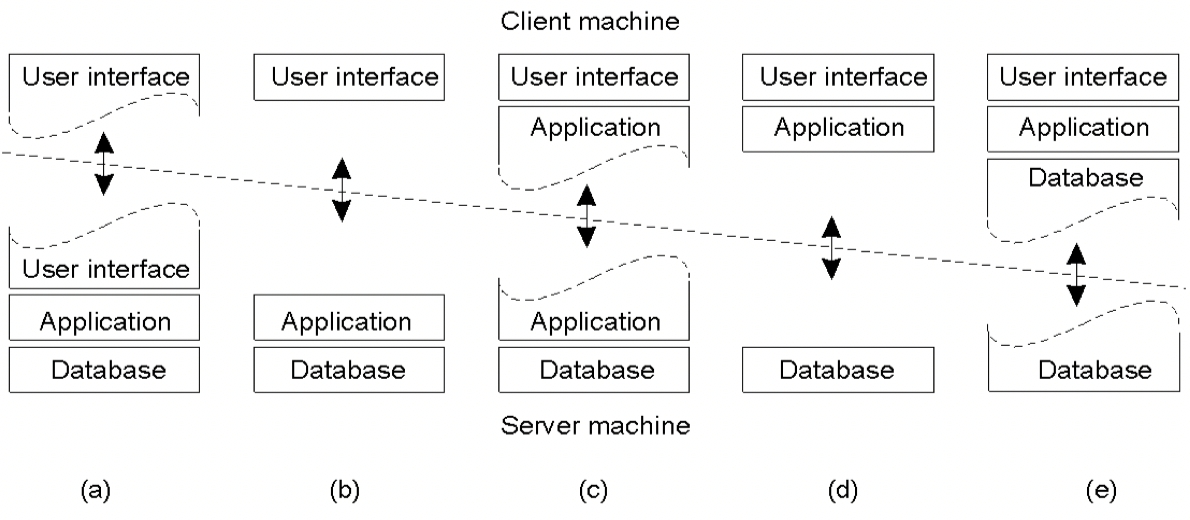 Client machine
User interface User interface User interface User interface User interface
Application Application Application
Database
User interface
Application Application Application Database
Database Database Database Database
Server machine
(a) (b) (c) (d) (e)